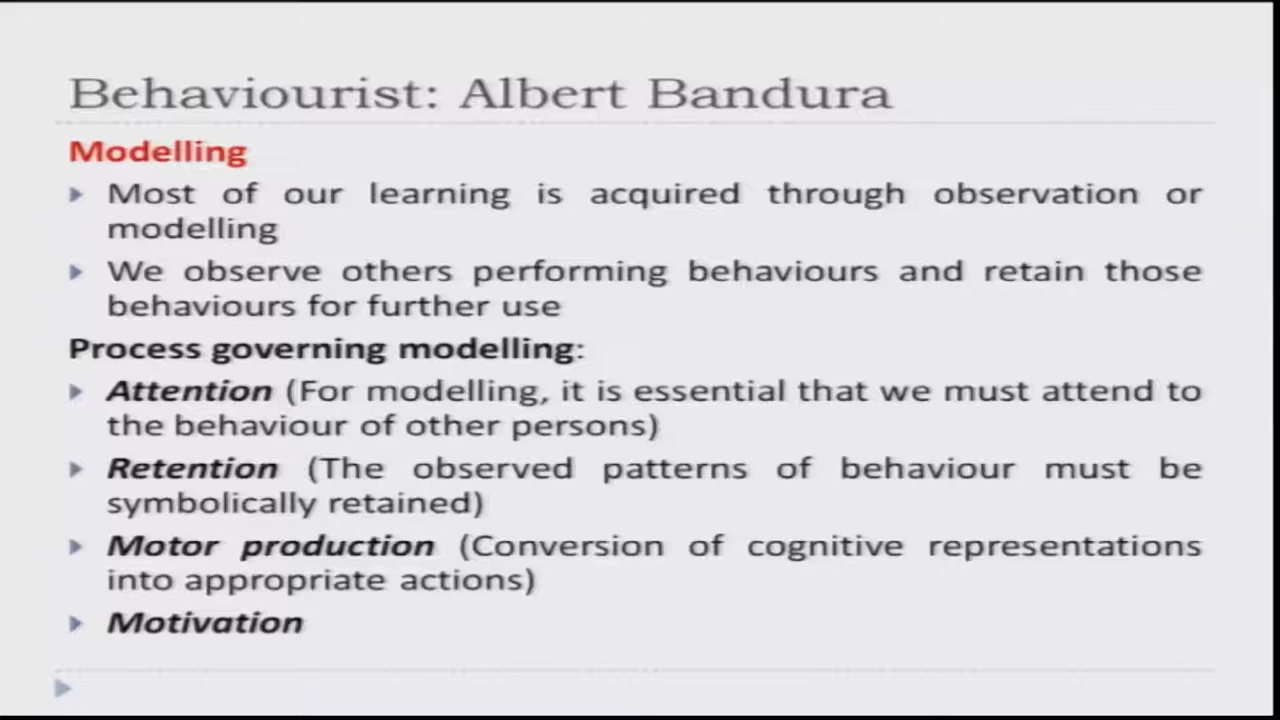 Behaviourist: Albert Bandura
Modelling
Most of our learning is acquired through observation or
modelling
We observe others performing behaviours and retain those
behaviours for further use
Process governing modelling:
Attention (For modelling, it is essential that we must attend to
the behaviour of other persons)
Retention (The observed patterns of behaviour must be
symbolically retained)
Motor production (Conversion of cognitive representations
into appropriate actions)
Motivation